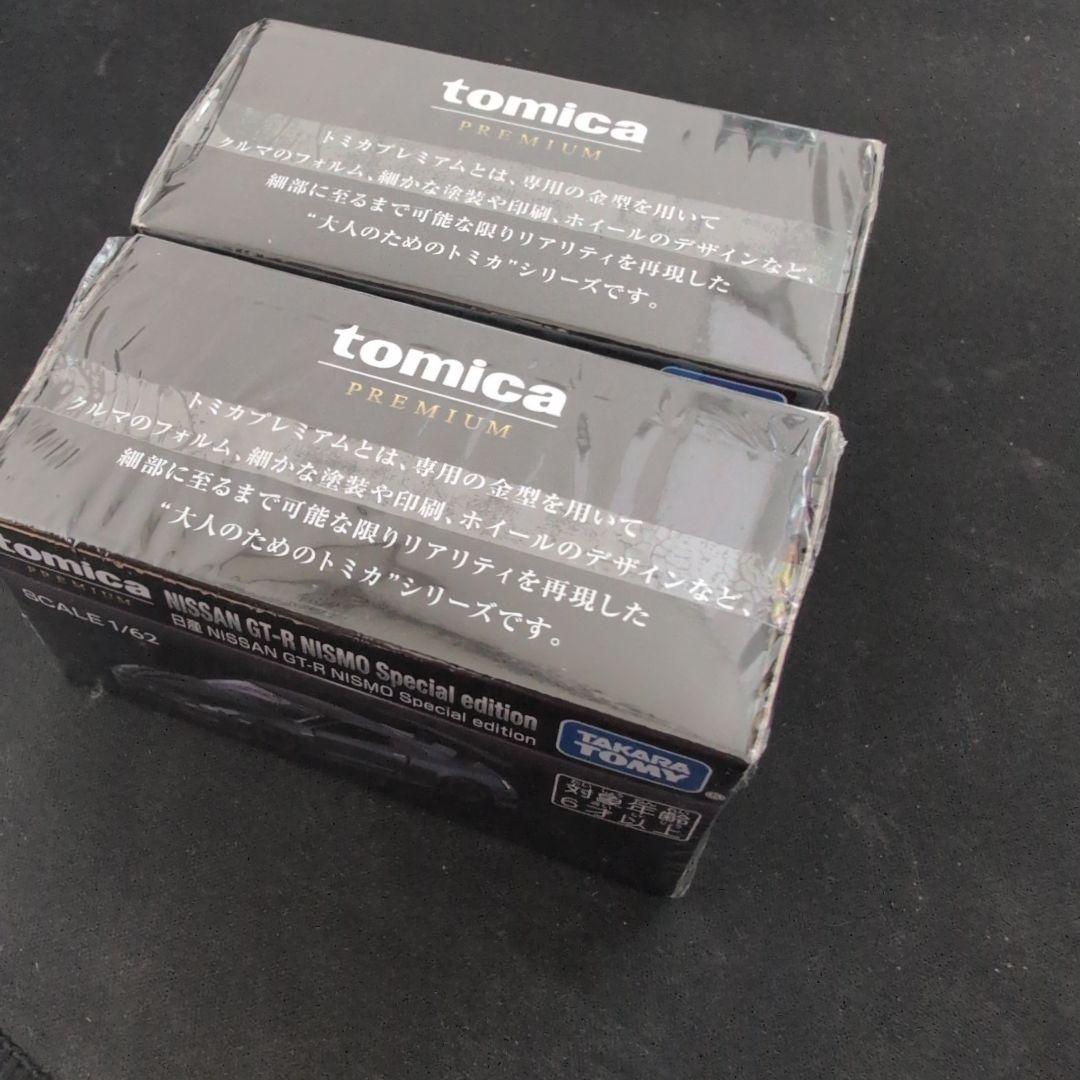 tomica
PREMIUM
トミカプレミアムとは、専用の金型を用いて
クルマのフォルム、細かな塗装や印刷、ホイールのデザインなど、
細部に至るまで可能な限りリアリティを再現した
“大人のためのトミカ”シリーズです。
tomica
PREMIUM
トミカプレミアムとは、専用の金型を用いて
クルマのフォルム、細かな塗装や印刷、ホイールのデザインなど、
細部に至るまで可能な限りリアリティを再現した
“大人のためのトミカ”シリーズです。
tomica
PREMIUM
SCALE 1/62
NISSAN GT-R NISMO Special edition
日産 NISSAN GT-R NISMO Special edition
TAKARA
TOMY
対象年齢
6才以上